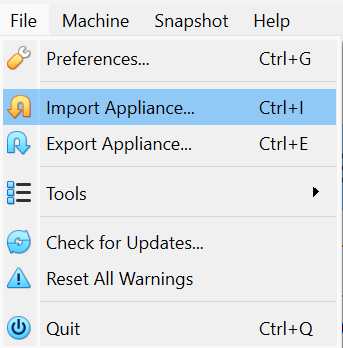 File Machine Snapshot Help
Preferences... Ctrl+G
Import Appliance... Ctrl+I
Export Appliance... Ctrl+E
Tools
Check for Updates...
Reset All Warnings
Quit Ctrl+Q